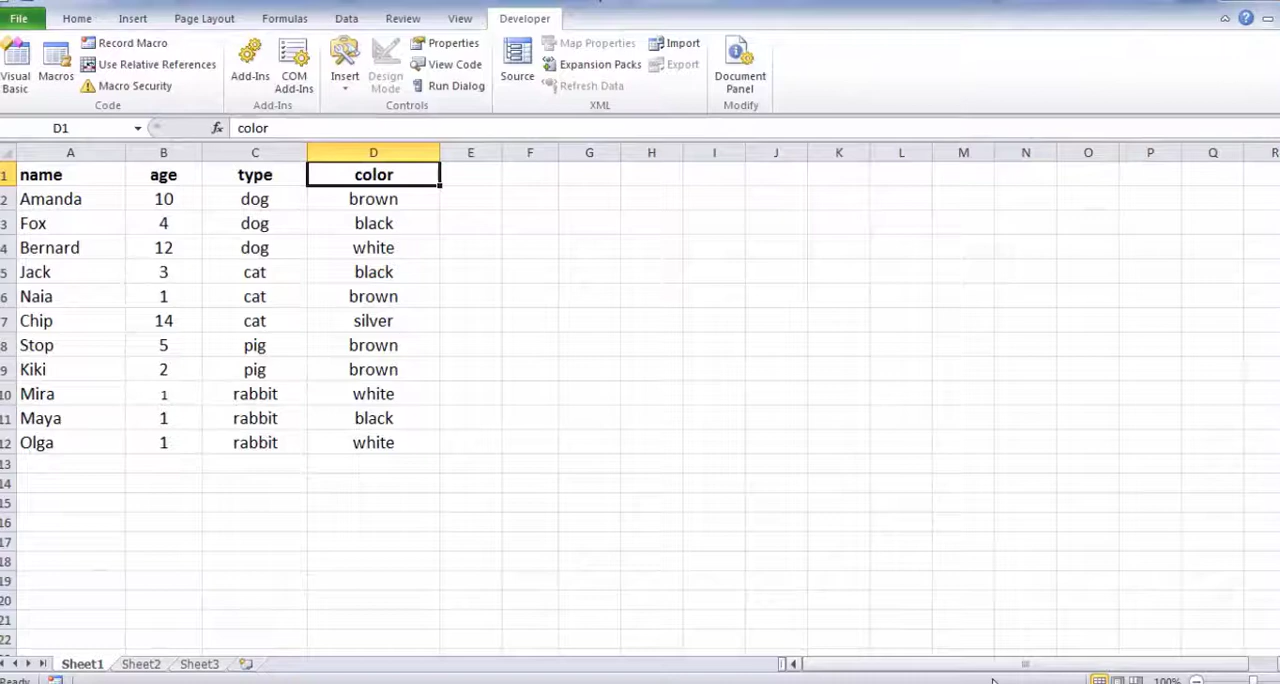 File Home Insert Page Layout Formulas Data Review View Developer
Visual Basic Macros Record Macro Use Relative References Macro Security Code
Add-Ins COM Add-Ins Add-Ins
Insert Design Mode Properties View Code Run Dialog Controls
Source Map Properties Expansion Packs Refresh Data Import Export XML
Document Panel Modify
D1 fx color
A B C D E F G H I J K L M N O P Q R
1 name age type color
2 Amanda 10 dog brown
3 Fox 4 dog black
4 Bernard 12 dog white
5 Jack 3 cat black
6 Naia 1 cat brown
7 Chip 14 cat silver
8 Stop 5 pig brown
9 Kiki 2 pig brown
10 Mira 1 rabbit white
11 Maya 1 rabbit black
12 Olga 1 rabbit white
13
14
15
16
17
18
19
20
21
22
Sheet1 Sheet2 Sheet3
Ready 100%